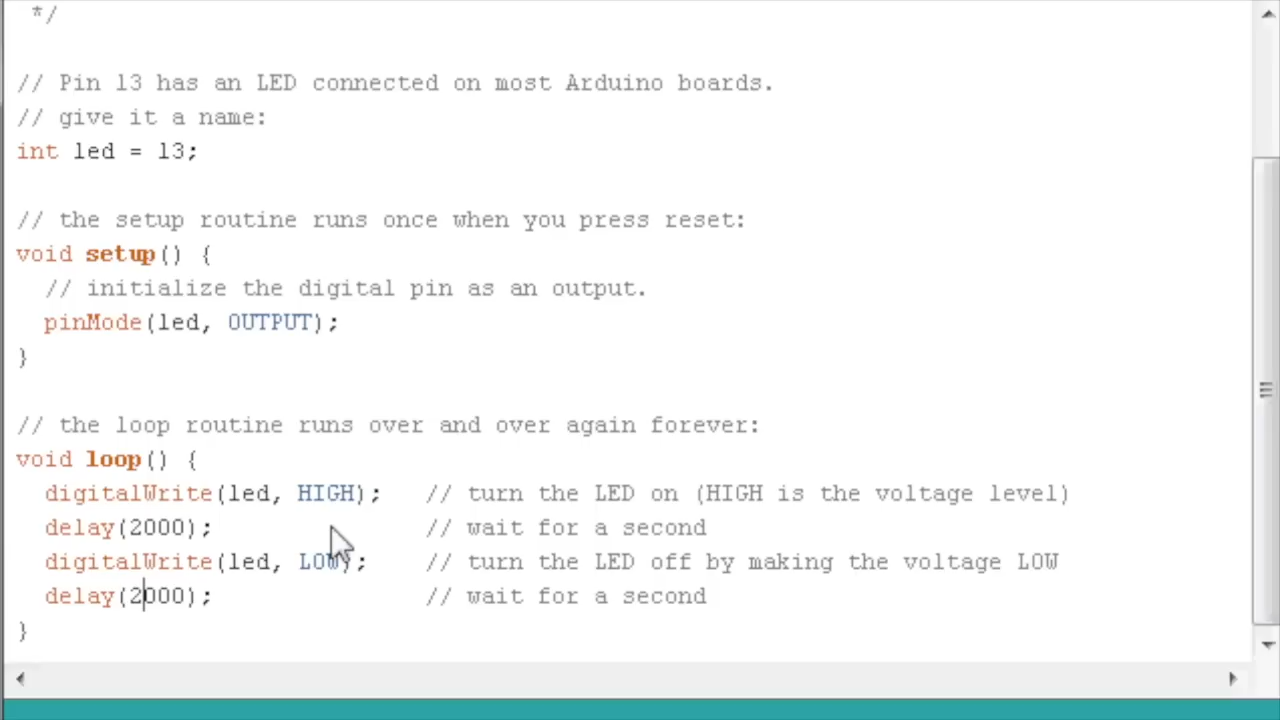 */
// Pin 13 has an LED connected on most Arduino boards.
// give it a name:
int led = 13;
// the setup routine runs once when you press reset:
void setup() {
  // initialize the digital pin as an output.
  pinMode(led, OUTPUT);
}
// the loop routine runs over and over again forever:
void loop() {
  digitalWrite(led, HIGH);   // turn the LED on (HIGH is the voltage level)
  delay(2000);               // wait for a second
  digitalWrite(led, LOW);    // turn the LED off by making the voltage LOW
  delay(2000);               // wait for a second
}